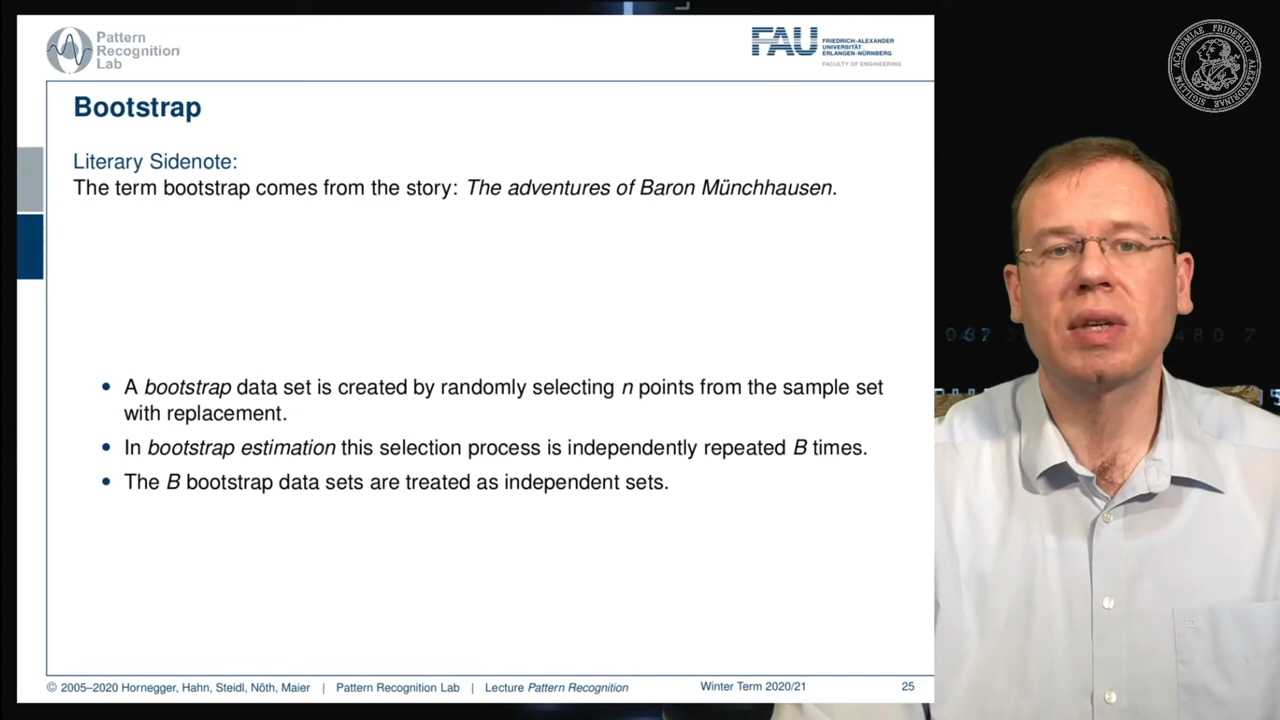 Pattern
Recognition
Lab
FAU
FRIEDRICH-ALEXANDER
UNIVERSITÄT
ERLANGEN-NÜRNBERG
FACULTY OF ENGINEERING
Bootstrap
Literary Sidenote:
The term bootstrap comes from the story: The adventures of Baron Münchhausen.
• A bootstrap data set is created by randomly selecting n points from the sample set
with replacement.
• In bootstrap estimation this selection process is independently repeated B times.
• The B bootstrap data sets are treated as independent sets.
© 2005–2020 Hornegger, Hahn, Steidl, Nöth, Maier | Pattern Recognition Lab | Lecture Pattern Recognition Winter Term 2020/21 25